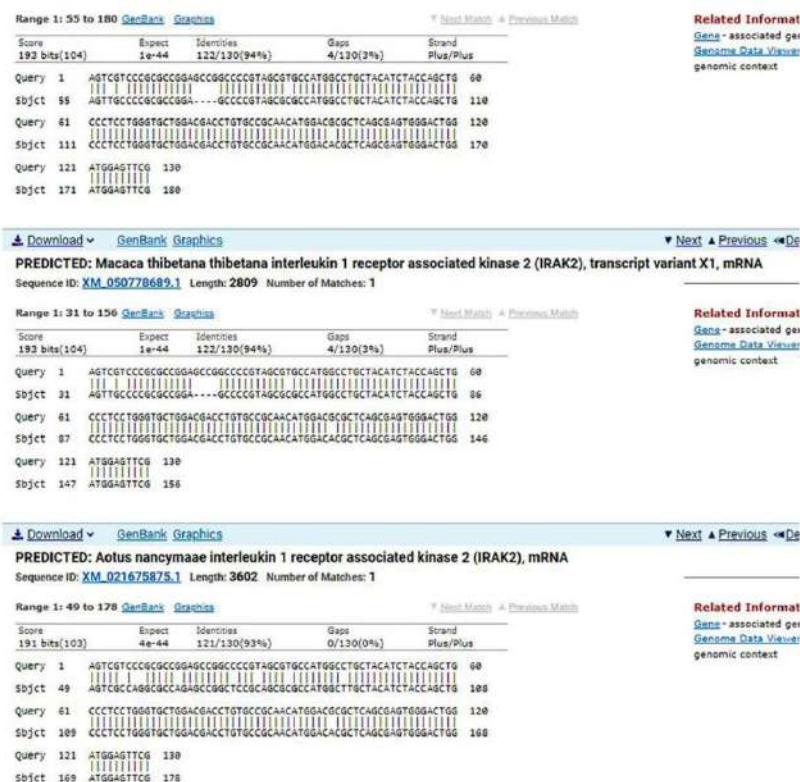 Range 1: 55 to 180 GenBank Graphics ▼ Next Match ▲ Previous Match
Related Informat
Score Expect Identities Gaps Strand
Gene - associated gen
193 bits(104) 1e-44 122/130(94%) 4/130(3%) Plus/Plus
Genome Data Viewer
genomic context
Query 1 AGTCGTCCCGCGCCGGAGCCGGCCCCGTAGCGTGCCATGGCCTGCTACATCTACCAGCTG 60
Sbjct 55 AGTTGCCCCGCGCCGGA----GCCCCGTAGCGCGCCATGGCCTGCTACATCTACCAGCTG 110
Query 61 CCCTCCTGGGTGCTGGACGACCTGTGCCGCAACATGGACGCGCTCAGCGAGTGGGACTGG 120
Sbjct 111 CCCTCCTGGGTGCTGGACGACCTGTGCCGCAACATGGACACGCTCAGCGAGTGGGACTGG 170
Query 121 ATGGAGTTCG 130
Sbjct 171 ATGGAGTTCG 180
Download GenBank Graphics ▼ Next ▲ Previous ◀De
PREDICTED: Macaca thibetana thibetana interleukin 1 receptor associated kinase 2 (IRAK2), transcript variant X1, mRNA
Sequence ID: XM_050778689.1 Length: 2809 Number of Matches: 1
Range 1: 31 to 156 GenBank Graphics ▼ Next Match ▲ Previous Match
Related Informat
Score Expect Identities Gaps Strand
Gene - associated gen
193 bits(104) 1e-44 122/130(94%) 4/130(3%) Plus/Plus
Genome Data Viewer
genomic context
Query 1 AGTCGTCCCGCGCCGGAGCCGGCCCCGTAGCGTGCCATGGCCTGCTACATCTACCAGCTG 60
Sbjct 31 AGTTGCCCCGCGCCGGA----GCCCCGTAGCGCGCCATGGCCTGCTACATCTACCAGCTG 86
Query 61 CCCTCCTGGGTGCTGGACGACCTGTGCCGCAACATGGACGCGCTCAGCGAGTGGGACTGG 120
Sbjct 87 CCCTCCTGGGTGCTGGACGACCTGTGCCGCAACATGGACACGCTCAGCGAGTGGGACTGG 146
Query 121 ATGGAGTTCG 130
Sbjct 147 ATGGAGTTCG 156
Download GenBank Graphics ▼ Next ▲ Previous ◀De
PREDICTED: Aotus nancymaae interleukin 1 receptor associated kinase 2 (IRAK2), mRNA
Sequence ID: XM_021675875.1 Length: 3602 Number of Matches: 1
Range 1: 49 to 178 GenBank Graphics ▼ Next Match ▲ Previous Match
Related Informat
Score Expect Identities Gaps Strand
Gene - associated gen
191 bits(103) 4e-44 121/130(93%) 0/130(0%) Plus/Plus
Genome Data Viewer
genomic context
Query 1 AGTCGTCCCGCGCCGGAGCCGGCCCCGTAGCGTGCCATGGCCTGCTACATCTACCAGCTG 60
Sbjct 49 AGTCGCCAGGCGCCAGAGCCGGCTCCGCAGCGCGCCATGGCTTGCTACATCTACCAGCTG 108
Query 61 CCCTCCTGGGTGCTGGACGACCTGTGCCGCAACATGGACGCGCTCAGCGAGTGGGACTGG 120
Sbjct 109 CCCTCCTGGGTGCTGGACGACCTGTGCCGCAACATGGACACGCTCAGCGAGTGGGACTGG 168
Query 121 ATGGAGTTCG 130
Sbjct 169 ATGGAGTTCG 178